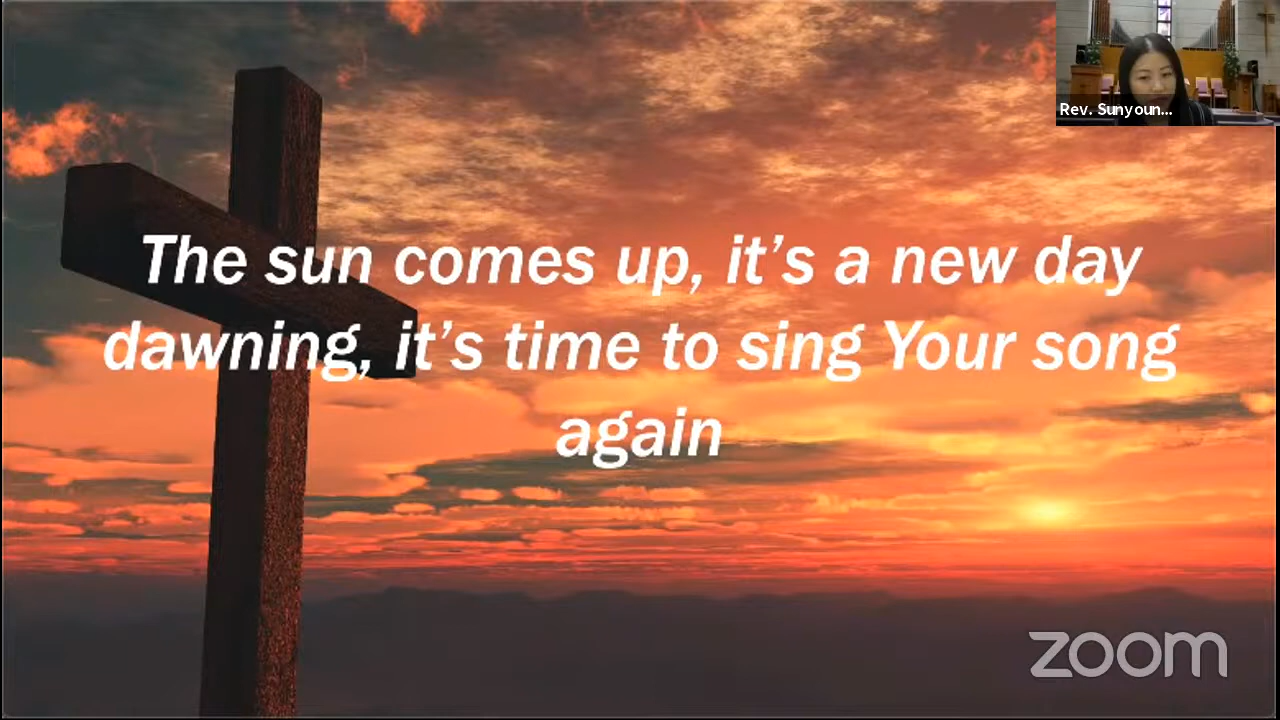 Rev. Sunyoun...
The sun comes up, it’s a new day
dawning, it’s time to sing Your song
again
zoom